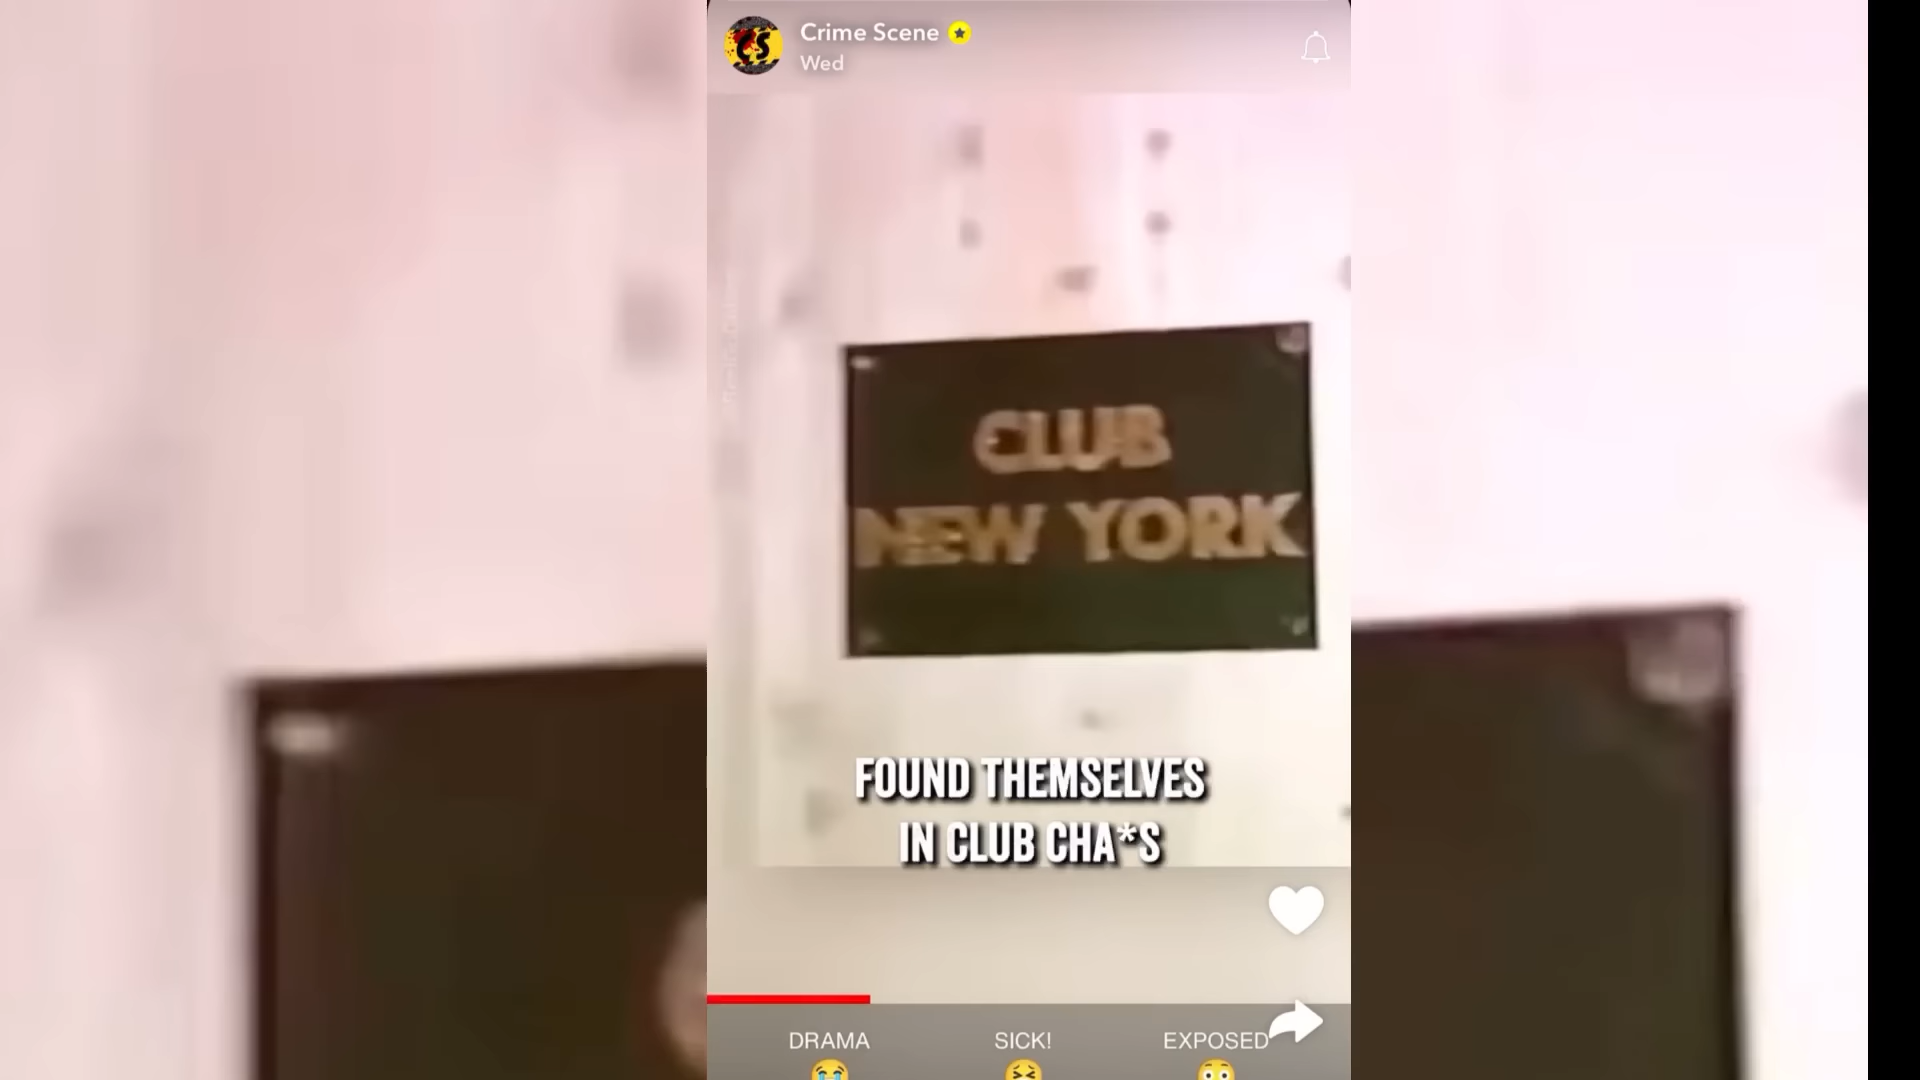 Crime Scene
Wed
CLUB
NEW YORK
FOUND THEMSELVES
IN CLUB CHA*S
DRAMA
SICK!
EXPOSED